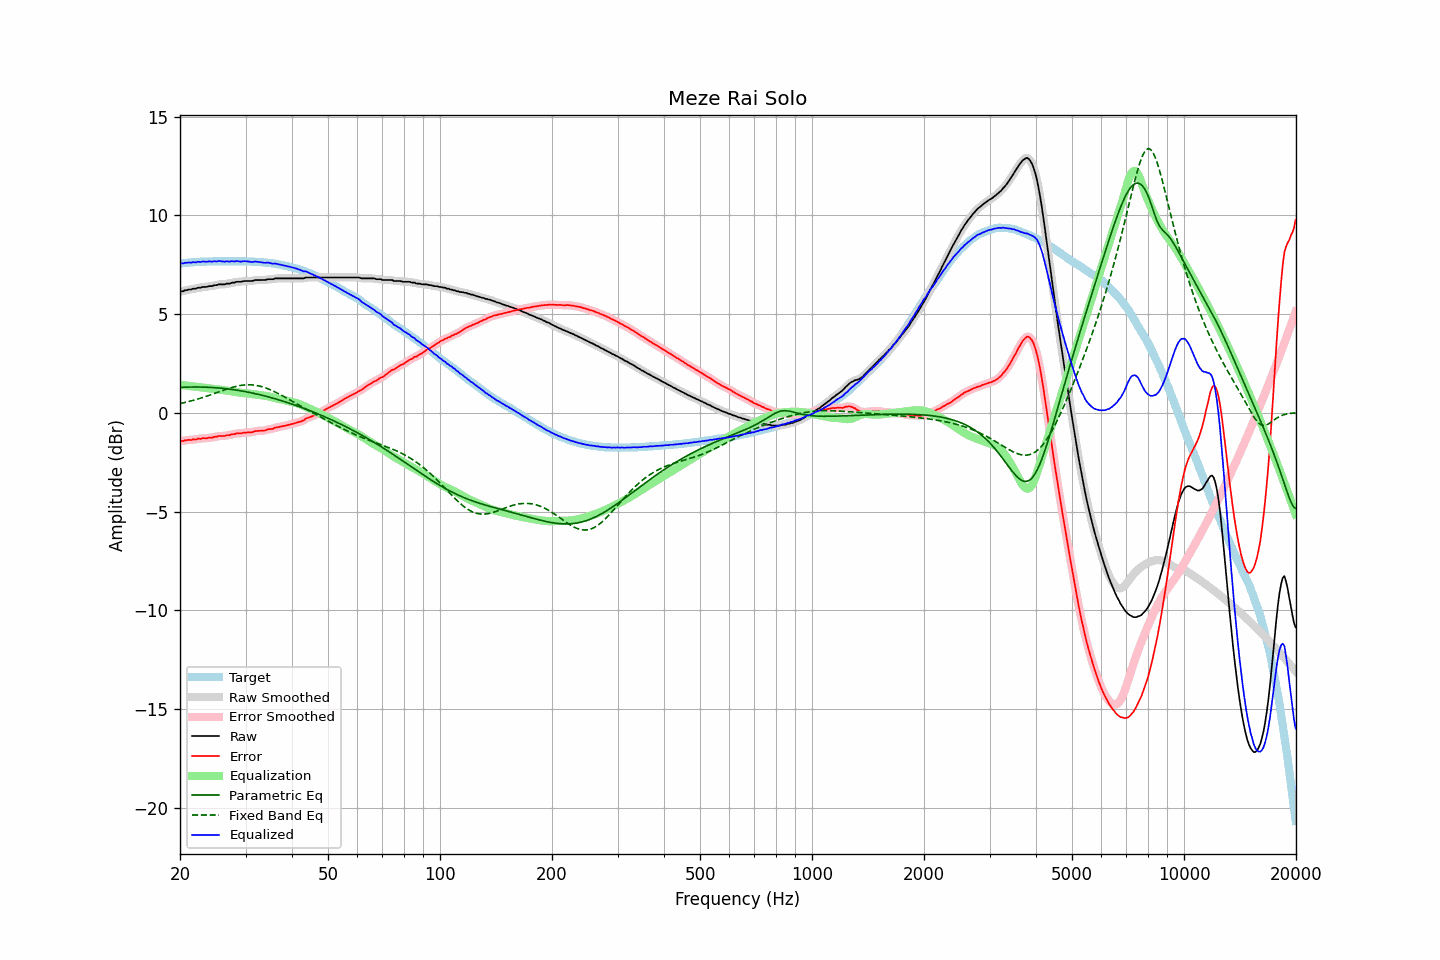 Meze Rai Solo
Amplitude (dBr)
15
10
5
0
−5
−10
−15
−20
Target
Raw Smoothed
Error Smoothed
Raw
Error
Equalization
Parametric Eq
Fixed Band Eq
Equalized
20 50 100 200 500 1000 2000 5000 10000 20000
Frequency (Hz)